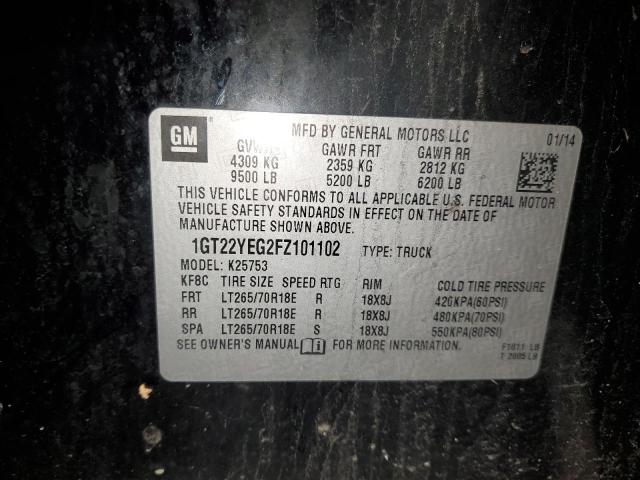 GM
MFD BY GENERAL MOTORS LLC 01/14
GAWR FRT GAWR RR
4309 KG 2359 KG 2812 KG
9500 LB 5200 LB 6200 LB
THIS VEHICLE CONFORMS TO ALL APPLICABLE U.S. FEDERAL MOTOR
VEHICLE SAFETY STANDARDS IN EFFECT ON THE DATE OF
MANUFACTURE SHOWN ABOVE.
1GT22YEG2FZ101102 TYPE: TRUCK
MODEL: K25753
KF8C TIRE SIZE SPEED RTG RIM COLD TIRE PRESSURE
FRT LT265/70R18E R 18X8J 420KPA(60PSI)
RR LT265/70R18E R 18X8J 480KPA(70PSI)
SPA LT265/70R18E S 18X8J 550KPA(80PSI)
SEE OWNER'S MANUAL FOR MORE INFORMATION.
LB
LB